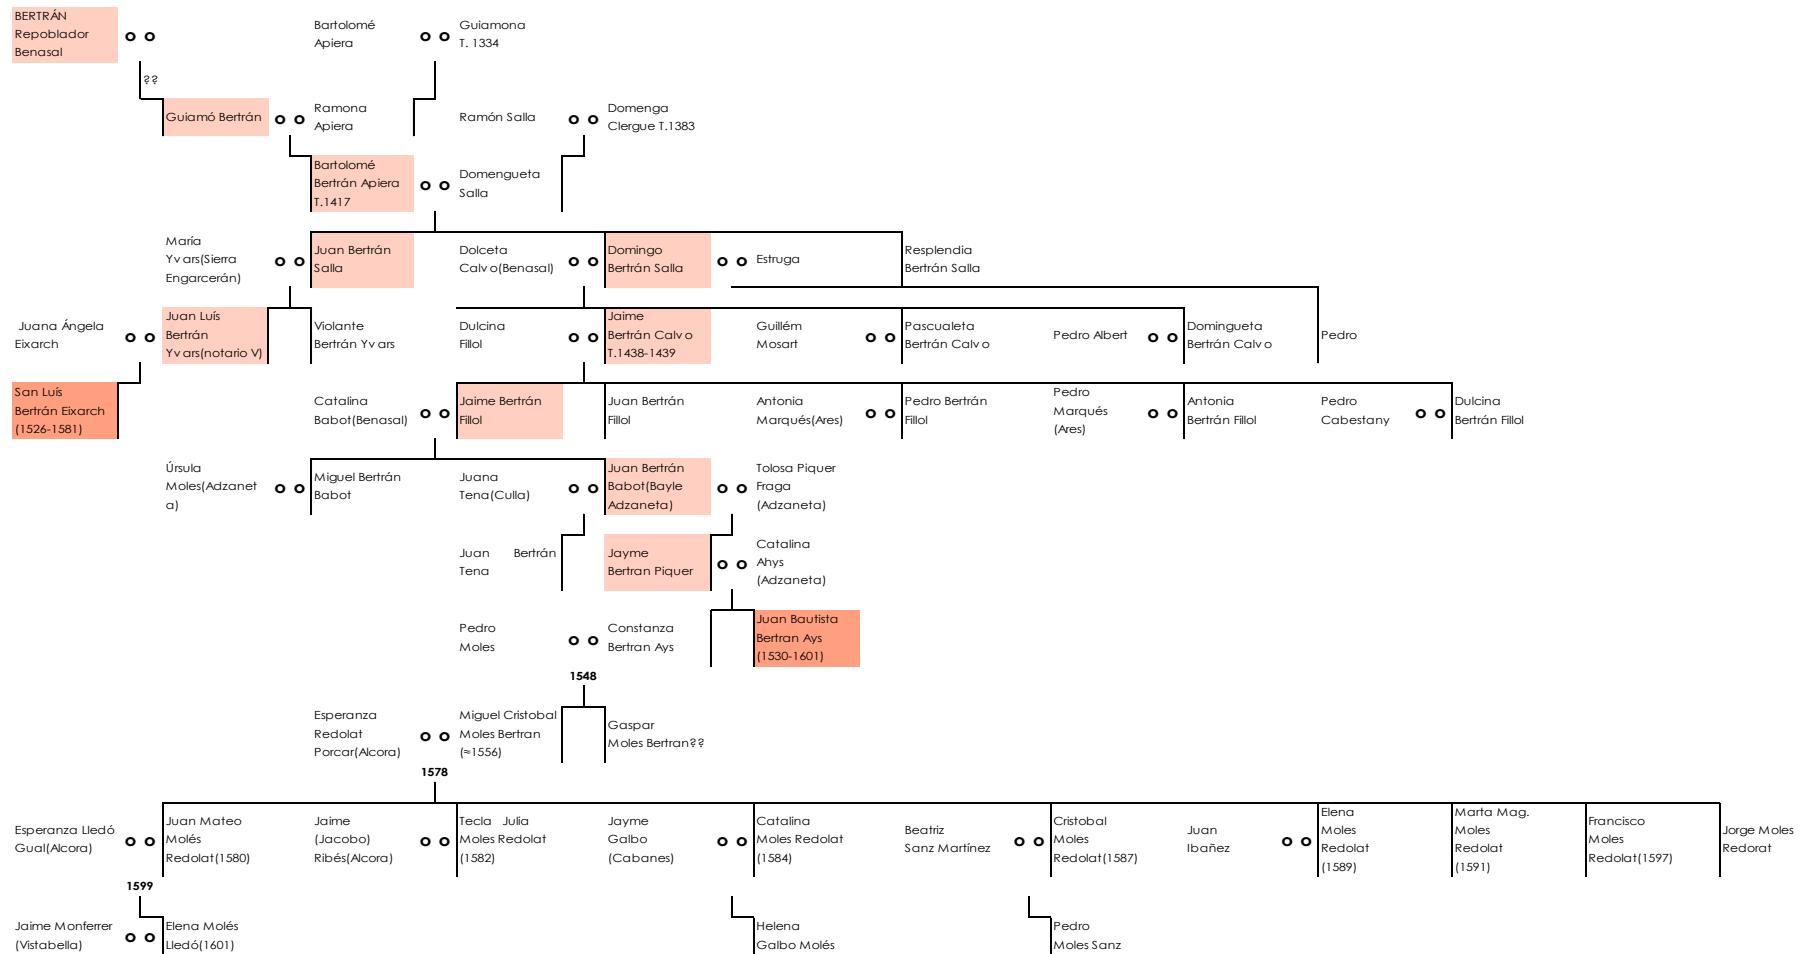 BERTRÁN
Repoblador
Benasal
Bartolomé
Apiera
Guiamona
T. 1334
??
Guiamó Bertrán
Ramona
Apiera
Ramón Salla
Domenga
Clergue T.1383
Bartolomé
Bertrán Apiera
T.1417
Domengueta
Salla
María
Yvars(Sierra
Engarcerán)
Juan Bertrán
Salla
Dolceta
Calvo(Benasal)
Domingo
Bertrán Salla
Estruga
Resplendia
Bertrán Salla
Juana Ángela
Eixarch
Juan Luís
Bertrán
Yvars(notario V)
Violante
Bertrán Yvars
Dulcina
Fillol
Jaime
Bertrán Calvo
T.1438-1439
Guillém
Mosart
Pascualeta
Bertrán Calvo
Pedro Albert
Domingueta
Bertrán Calvo
Pedro
San Luís
Bertrán Eixarch
(1526-1581)
Catalina
Babot(Benasal)
Jaime Bertrán
Fillol
Juan Bertrán
Fillol
Antonia
Marqués(Ares)
Pedro Bertrán
Fillol
Pedro
Marqués
(Ares)
Antonia
Bertrán Fillol
Pedro
Cabestany
Dulcina
Bertrán Fillol
Úrsula
Moles(Adzanet
a)
Miguel Bertrán
Babot
Juana
Tena(Culla)
Juan Bertrán
Babot(Bayle
Adzaneta)
Tolosa Piquer
Fraga
(Adzaneta)
Juan Bertrán
Tena
Jayme
Bertran Piquer
Catalina
Ahys
(Adzaneta)
Pedro
Moles
Constanza
Bertran Ays
Juan Bautista
Bertran Ays
(1530-1601)
1548
Esperanza
Redolat
Porcar(Alcora)
Miguel Cristobal
Moles Bertran
(≈1556)
Gaspar
Moles Bertran??
1578
Esperanza Lledó
Gual(Alcora)
Juan Mateo
Molés
Redolat(1580)
Jaime
(Jacobo)
Ribés(Alcora)
Tecla Julia
Moles Redolat
(1582)
Jayme
Galbo
(Cabanes)
Catalina
Moles Redolat
(1584)
Beatriz
Sanz Martínez
Cristobal
Moles
Redolat(1587)
Juan
Ibañez
Elena
Moles
Redolat
(1589)
Marta Mag.
Moles
Redolat
(1591)
Francisco
Moles
Redolat(1597)
Jorge Moles
Redorat
1599
Jaime Monferrer
(Vistabella)
Elena Molés
Lledó(1601)
Helena
Galbo Molés
Pedro
Moles Sanz